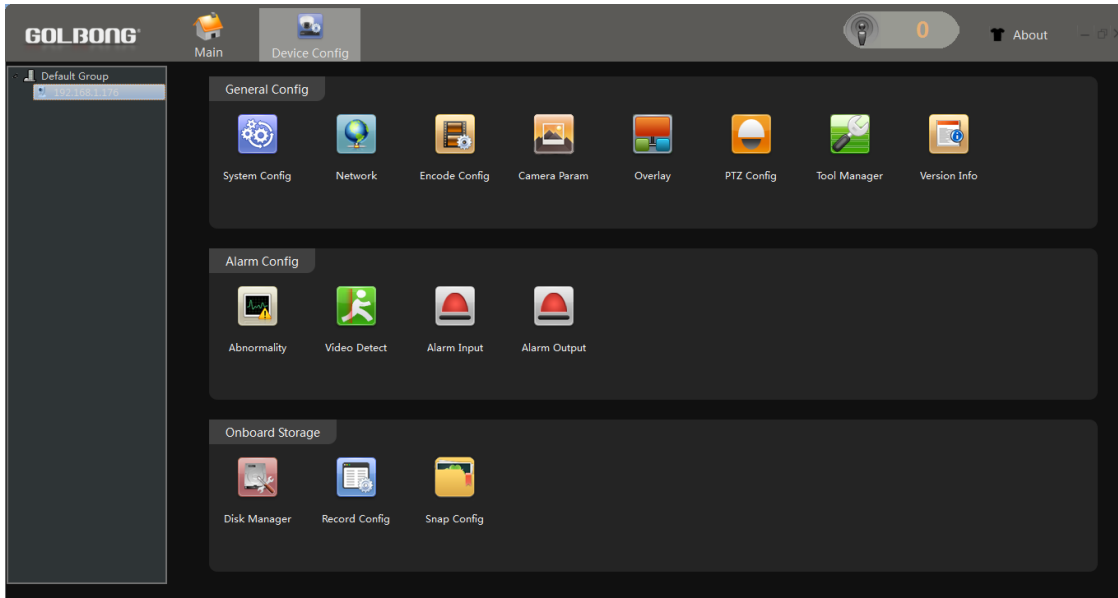 GOLBONG
Main
Device Config
0
About
Default Group
192.168.1.176
General Config
System Config
Network
Encode Config
Camera Param
Overlay
PTZ Config
Tool Manager
Version Info
Alarm Config
Abnormality
Video Detect
Alarm Input
Alarm Output
Onboard Storage
Disk Manager
Record Config
Snap Config